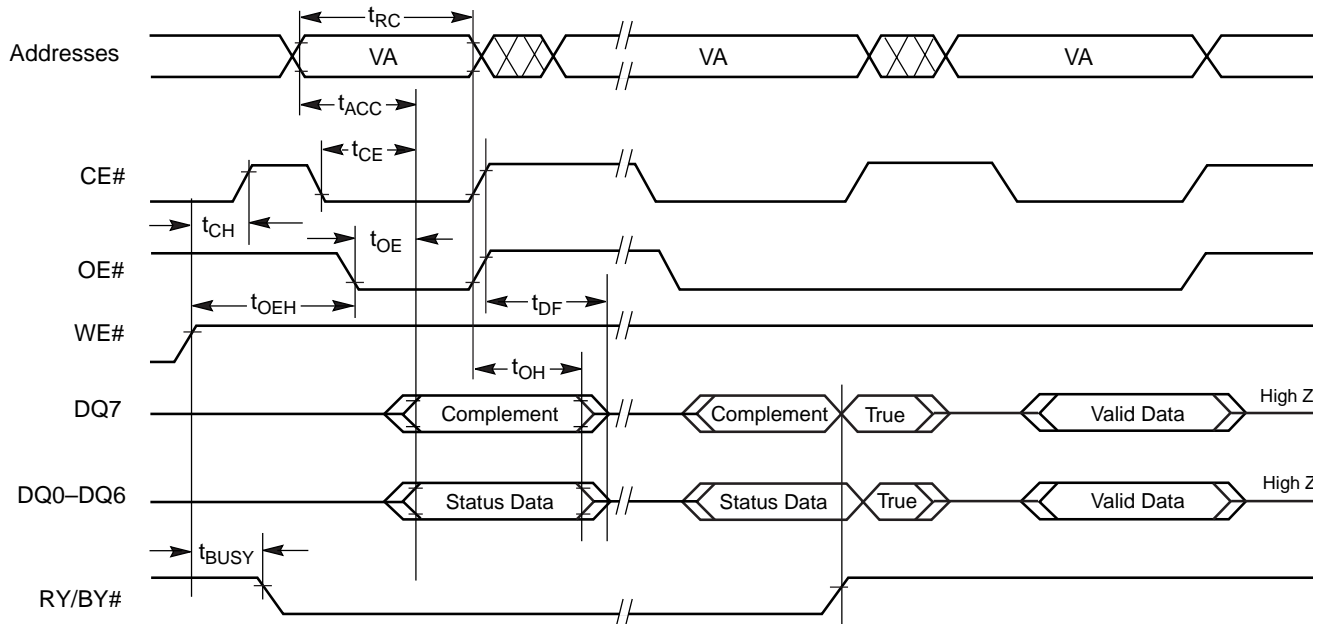 tRC
Addresses VA VA VA
tACC
tCE
CE#
tCH tOE
OE#
tOEH tDF
WE#
tOH
DQ7 Complement Complement True Valid Data High Z
DQ0–DQ6 Status Data Status Data True Valid Data High Z
tBUSY
RY/BY#